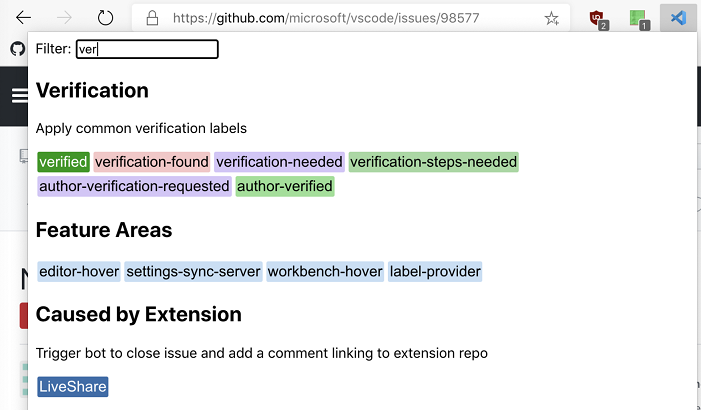 https://github.com/microsoft/vscode/issues/98577
2
1
Filter: ver
Verification
Apply common verification labels
verified verification-found verification-needed verification-steps-needed
author-verification-requested author-verified
Feature Areas
editor-hover settings-sync-server workbench-hover label-provider
Caused by Extension
Trigger bot to close issue and add a comment linking to extension repo
LiveShare